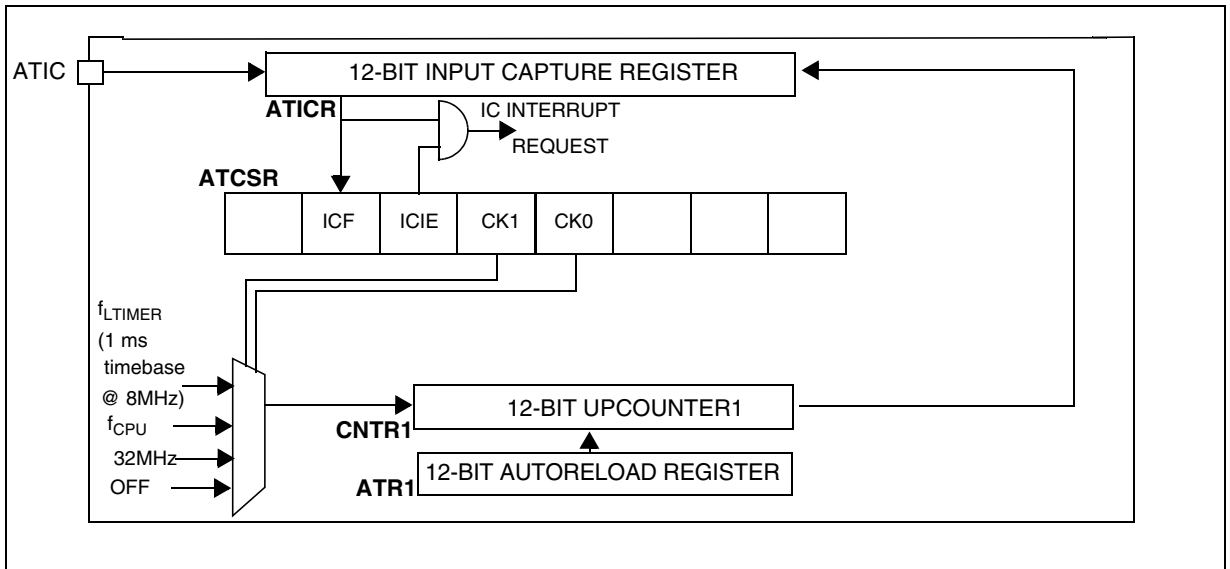 ATIC
12-BIT INPUT CAPTURE REGISTER
ATICR
IC INTERRUPT
REQUEST
ATCSR
ICF
ICIE
CK1
CK0
fLTIMER
(1 ms
timebase
@ 8MHz)
fCPU
32MHz
OFF
12-BIT UPCOUNTER1
CNTR1
12-BIT AUTORELOAD REGISTER
ATR1